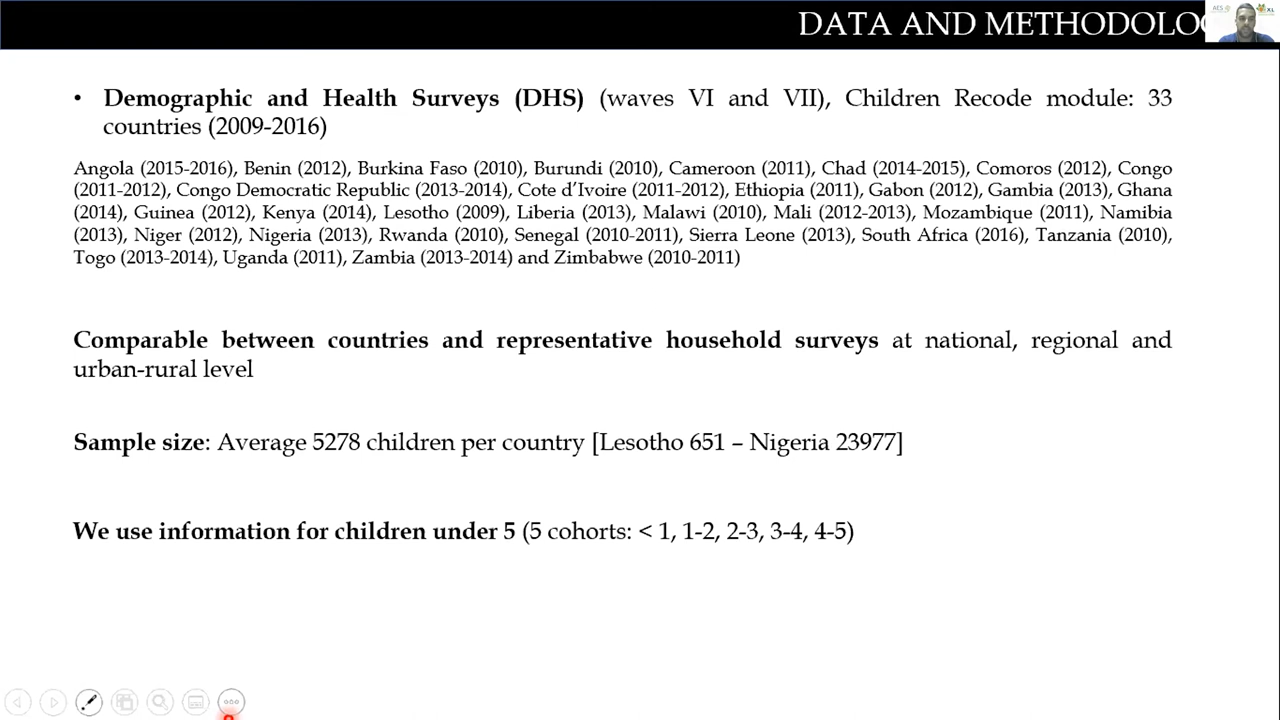 DATA AND METHODOLO
AES
XL
• Demographic and Health Surveys (DHS) (waves VI and VII), Children Recode module: 33
countries (2009-2016)
Angola (2015-2016), Benin (2012), Burkina Faso (2010), Burundi (2010), Cameroon (2011), Chad (2014-2015), Comoros (2012), Congo
(2011-2012), Congo Democratic Republic (2013-2014), Cote d’Ivoire (2011-2012), Ethiopia (2011), Gabon (2012), Gambia (2013), Ghana
(2014), Guinea (2012), Kenya (2014), Lesotho (2009), Liberia (2013), Malawi (2010), Mali (2012-2013), Mozambique (2011), Namibia
(2013), Niger (2012), Nigeria (2013), Rwanda (2010), Senegal (2010-2011), Sierra Leone (2013), South Africa (2016), Tanzania (2010),
Togo (2013-2014), Uganda (2011), Zambia (2013-2014) and Zimbabwe (2010-2011)
Comparable between countries and representative household surveys at national, regional and
urban-rural level
Sample size: Average 5278 children per country [Lesotho 651 – Nigeria 23977]
We use information for children under 5 (5 cohorts: < 1, 1-2, 2-3, 3-4, 4-5)